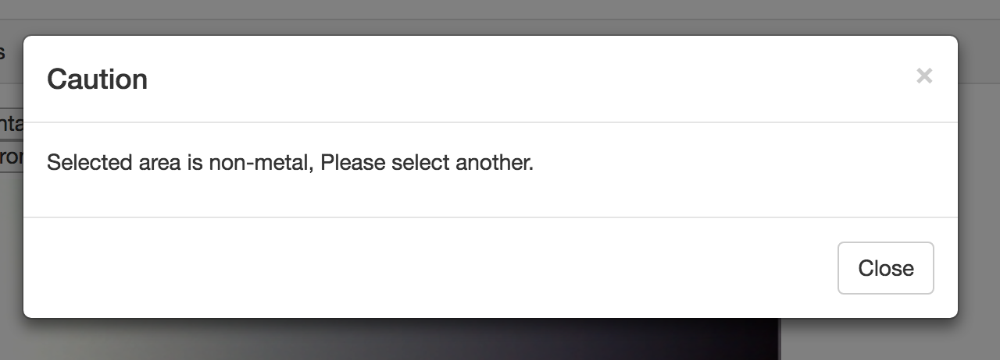 Caution
×
Selected area is non-metal, Please select another.
Close